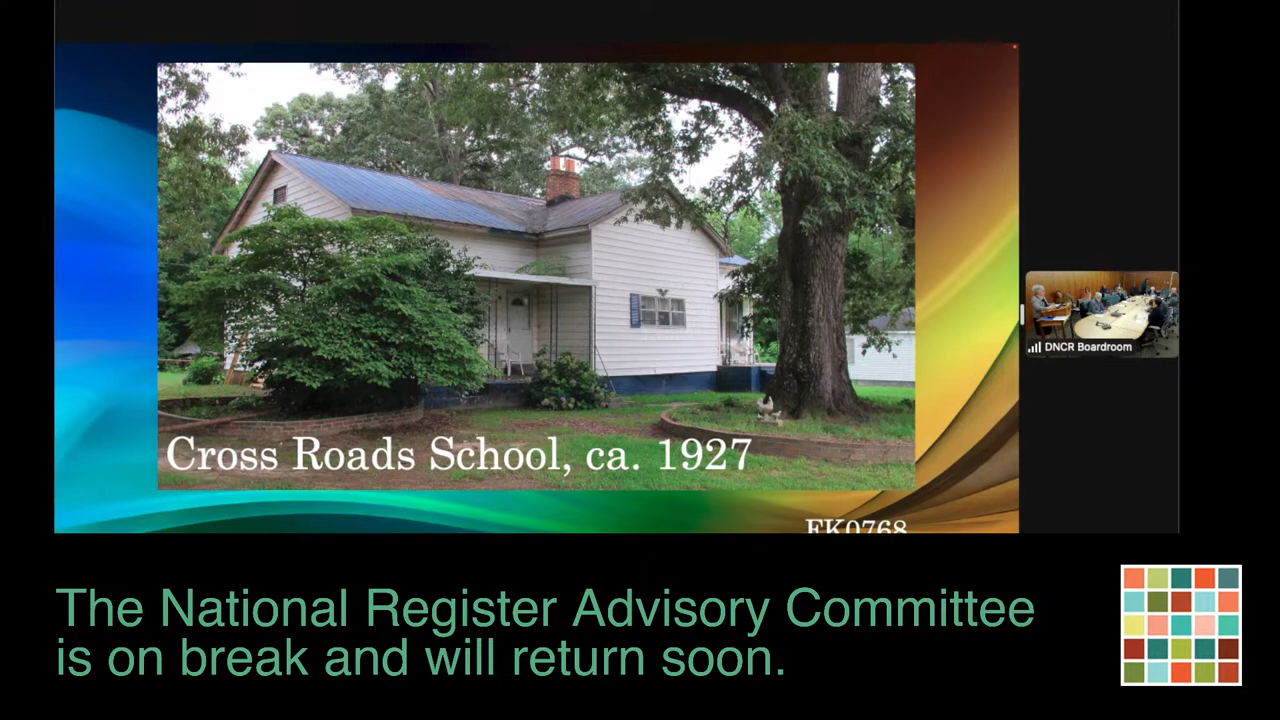 Cross Roads School, ca. 1927
FK0768
DNCR Boardroom
The National Register Advisory Committee
is on break and will return soon.